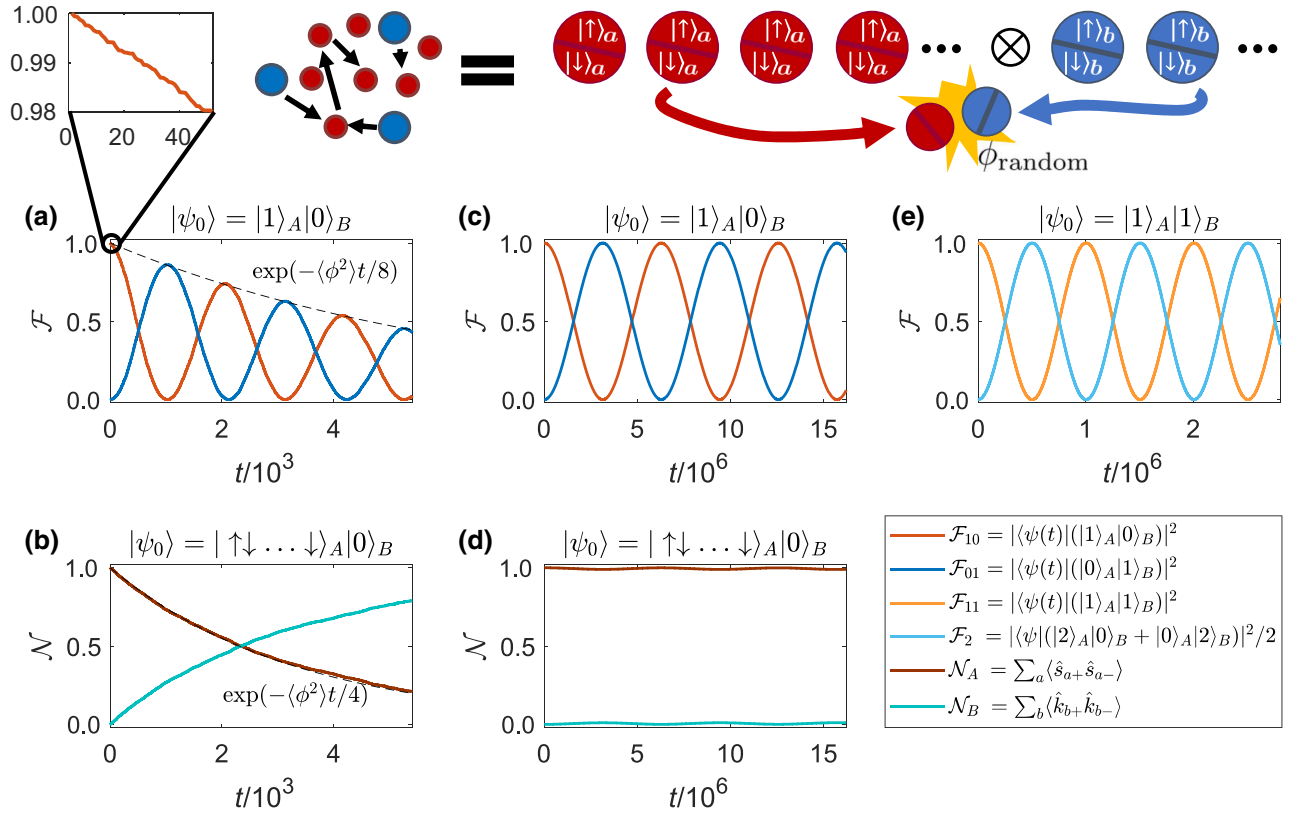 1.00
0.99
0.98
0 20 40
|↑⟩a |↑⟩a |↑⟩a |↑⟩a ••• ⊗ |↑⟩b |↑⟩b •••
|↓⟩a |↓⟩a |↓⟩a |↓⟩a |↓⟩b |↓⟩b
=
ϕrandom
(a) |ψ0⟩ = |1⟩A|0⟩B
1.0
0.5
0.0
ℱ
exp(−⟨ϕ²⟩t/8)
0 2 4
t/10³
(c) |ψ0⟩ = |1⟩A|0⟩B
1.0
0.5
0.0
ℱ
0 5 10 15
t/10⁶
(e) |ψ0⟩ = |1⟩A|1⟩B
1.0
0.5
0.0
ℱ
0 1 2
t/10⁶
(b) |ψ0⟩ = | ↑↓ … ↓⟩A|0⟩B
1.0
0.5
0.0
𝒩
exp(−⟨ϕ²⟩t/4)
0 2 4
t/10³
(d) |ψ0⟩ = | ↑↓ … ↓⟩A|0⟩B
1.0
0.5
0.0
𝒩
0 5 10 15
t/10⁶
ℱ10 = |⟨ψ(t)|(|1⟩A|0⟩B)|²
ℱ01 = |⟨ψ(t)|(|0⟩A|1⟩B)|²
ℱ11 = |⟨ψ(t)|(|1⟩A|1⟩B)|²
ℱ2 = |⟨ψ|(|2⟩A|0⟩B + |0⟩A|2⟩B)|²/2
𝒩A = ∑a⟨ŝa+ŝa−⟩
𝒩B = ∑b⟨k̂b+k̂b−⟩